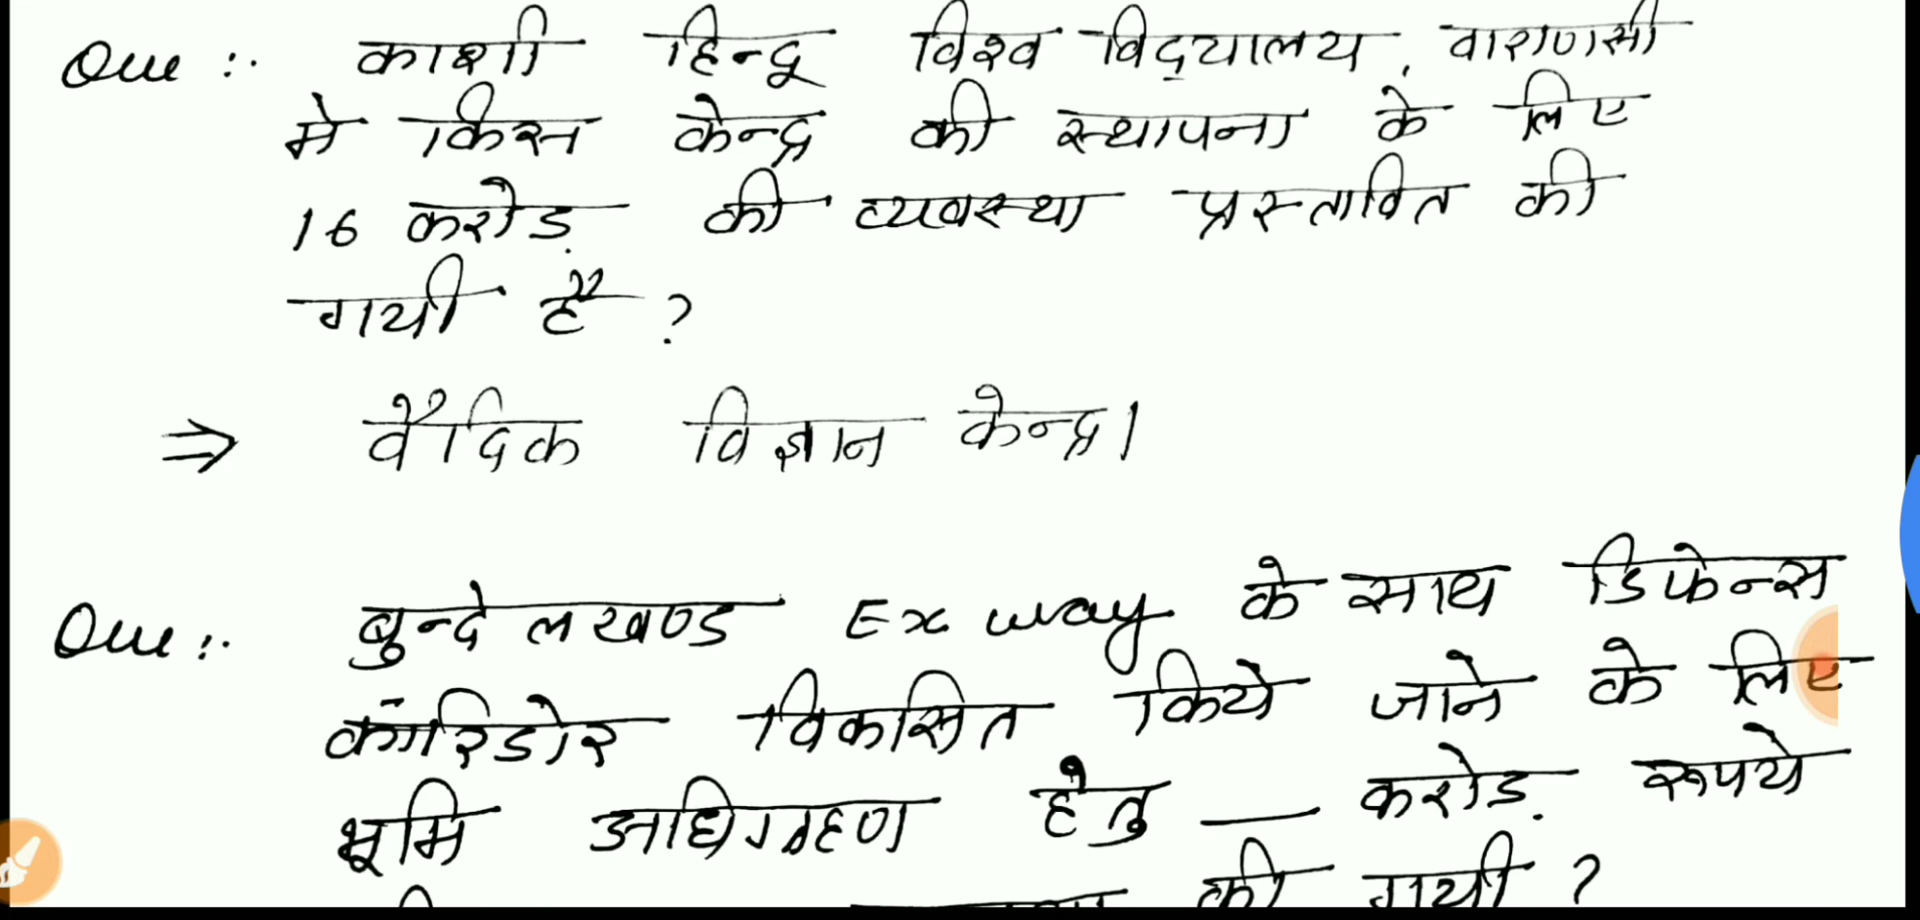 Que :- काशी हिन्दू विश्व विद्यालय, वाराणसी
मे किस केन्द्र की स्थापना के लिए
16 करोड़ की व्यवस्था प्रस्तावित की
गयी है ?
⇒ वैदिक विज्ञान केन्द्र।
Que :- बुन्देलखण्ड Ex way के साथ डिफेन्स
कॉरिडोर विकसित किये जाने के लिए
भूमि अधिग्रहण हेतु __ करोड़ रूपये
की गयी ?